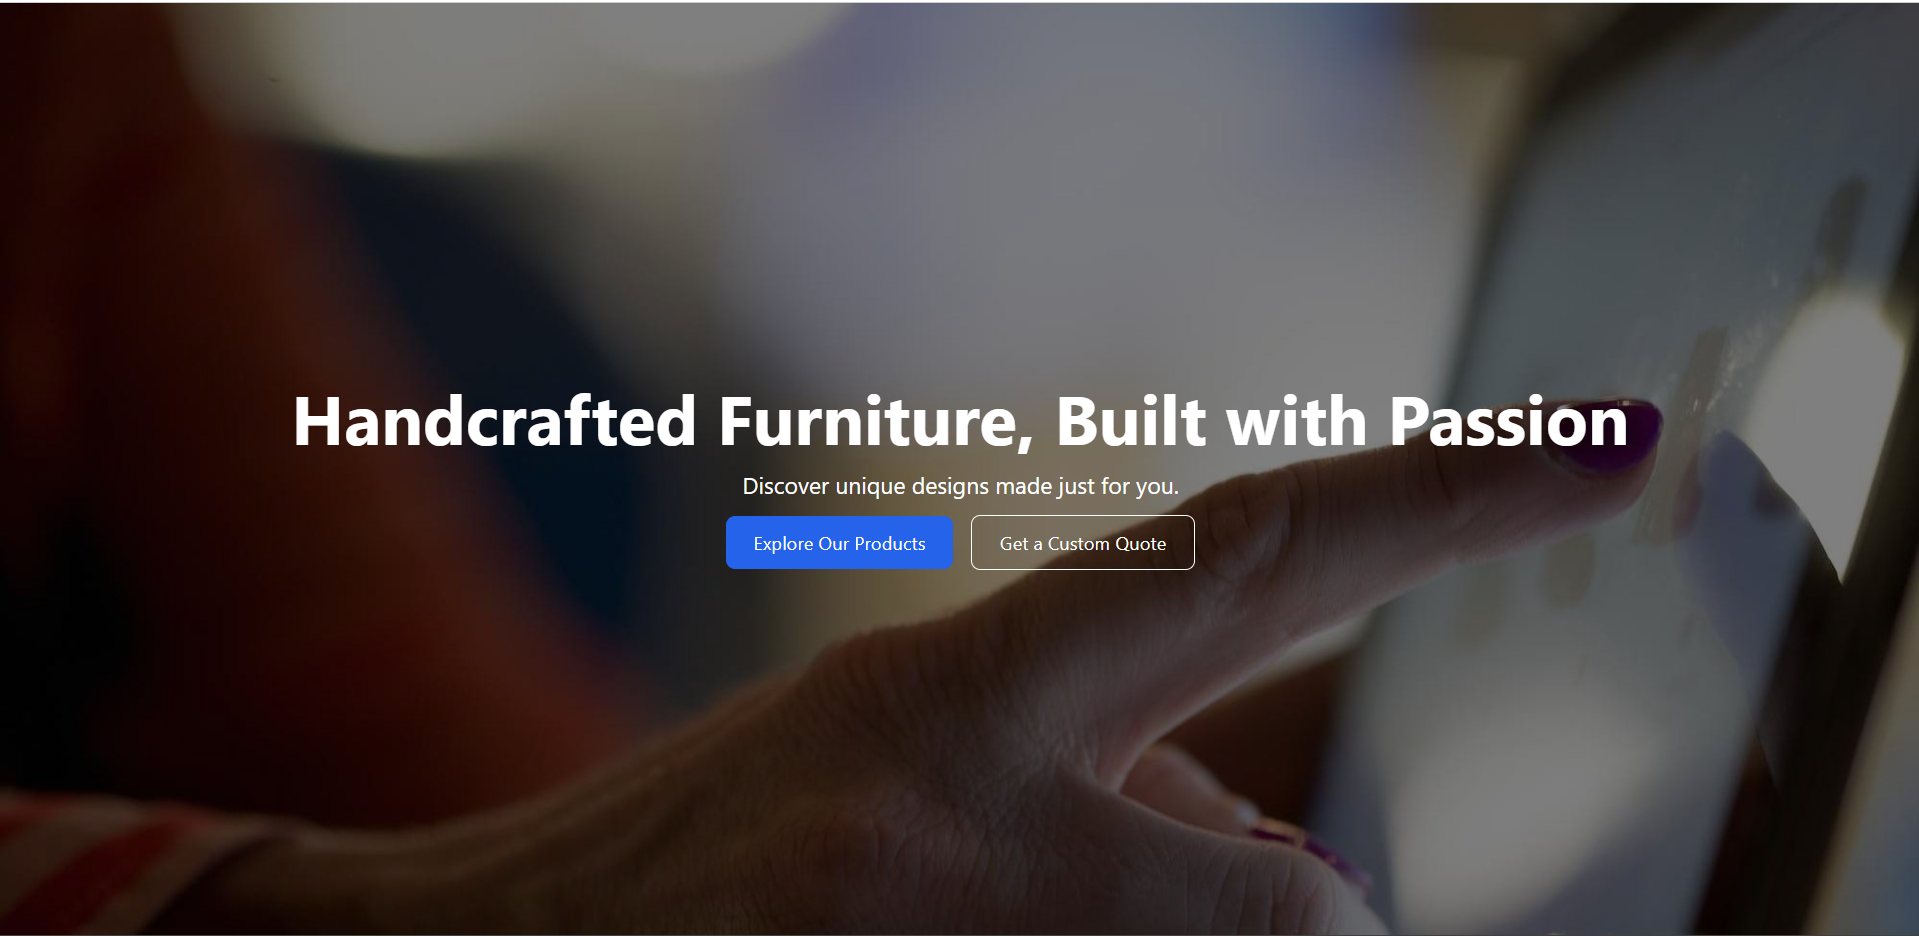 Handcrafted Furniture, Built with Passion
Discover unique designs made just for you.
Explore Our Products
Get a Custom Quote